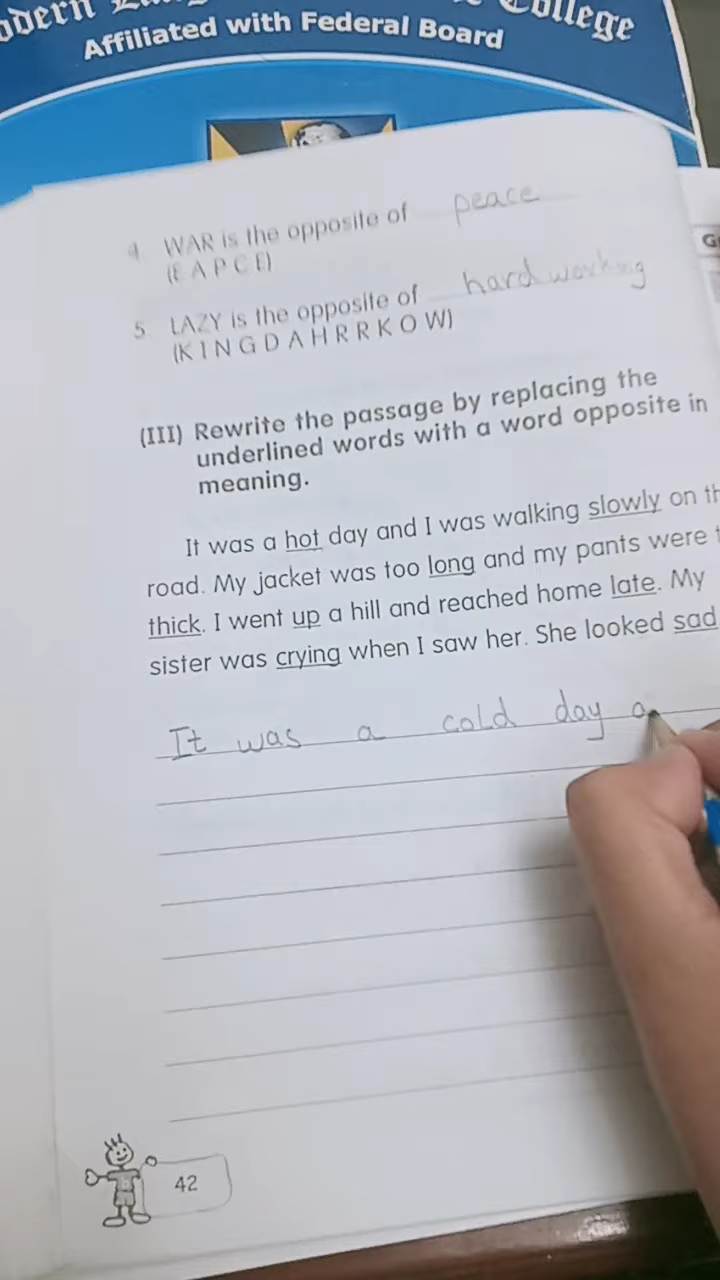 College
Affiliated with Federal Board
4. WAR is the opposite of peace
(E A P C E)
5. LAZY is the opposite of hardworking
(K I N G D A H R R K O W)
(III) Rewrite the passage by replacing the
underlined words with a word opposite in
meaning.
It was a hot day and I was walking slowly on
road. My jacket was too long and my pants were
thick. I went up a hill and reached home late. My
sister was crying when I saw her. She looked sad
It was a cold day
42